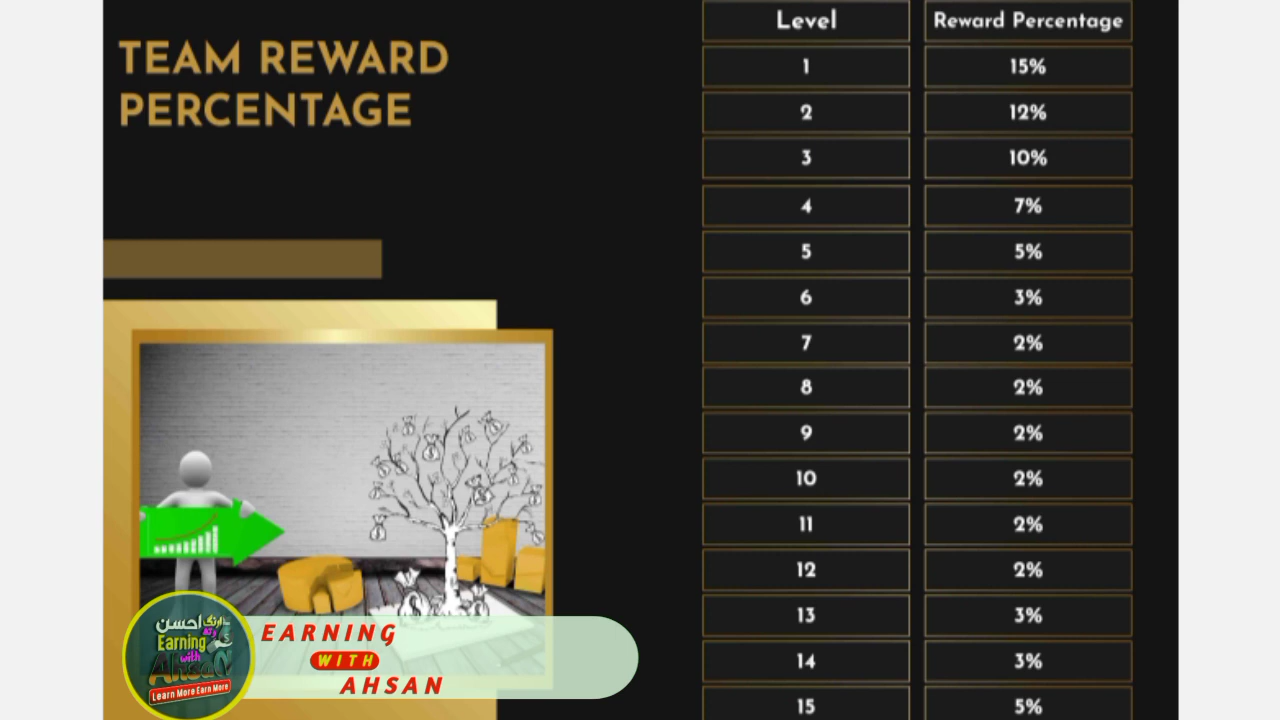 TEAM REWARD
PERCENTAGE
Level Reward Percentage
1 15%
2 12%
3 10%
4 7%
5 5%
6 3%
7 2%
8 2%
9 2%
10 2%
11 2%
12 2%
13 3%
14 3%
15 5%
احسن
Earning
with
Ahsan
Learn More Earn More
EARNING
WITH
AHSAN